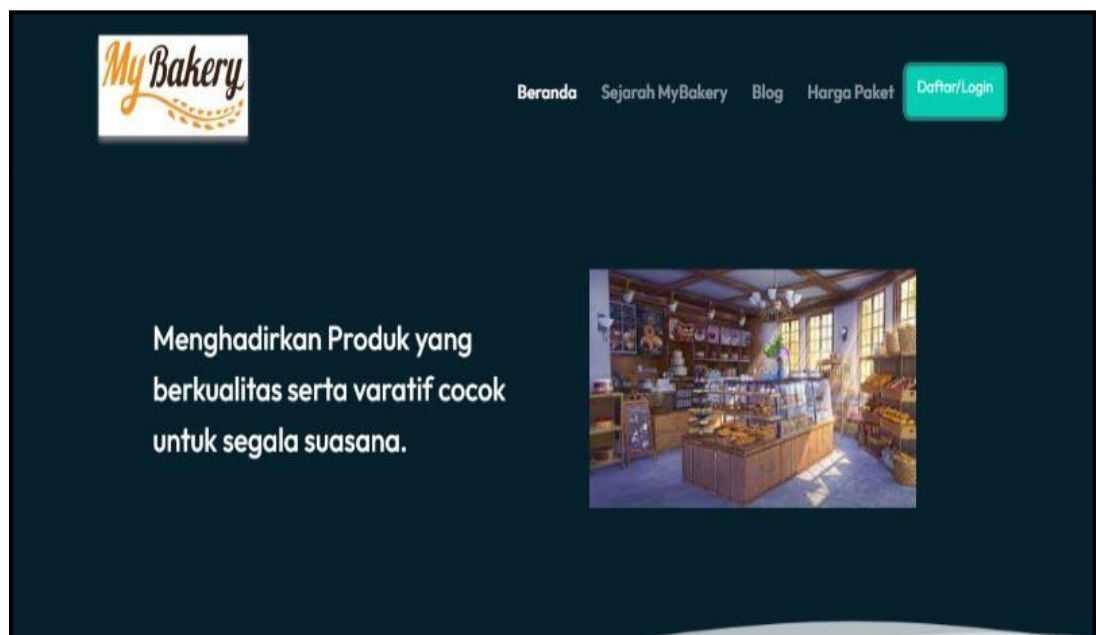 My Bakery
Beranda Sejarah MyBakery Blog Harga Paket Daftar/Login
Menghadirkan Produk yang
berkualitas serta varatif cocok
untuk segala suasana.